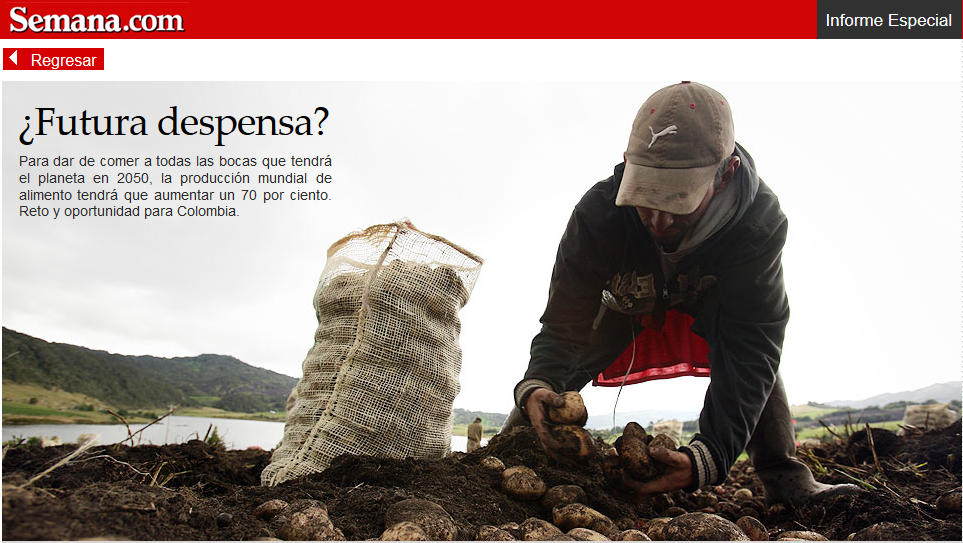 Semana.com
Informe Especial
Regresar
¿Futura despensa?
Para dar de comer a todas las bocas que tendrá
el planeta en 2050, la producción mundial de
alimento tendrá que aumentar un 70 por ciento.
Reto y oportunidad para Colombia.